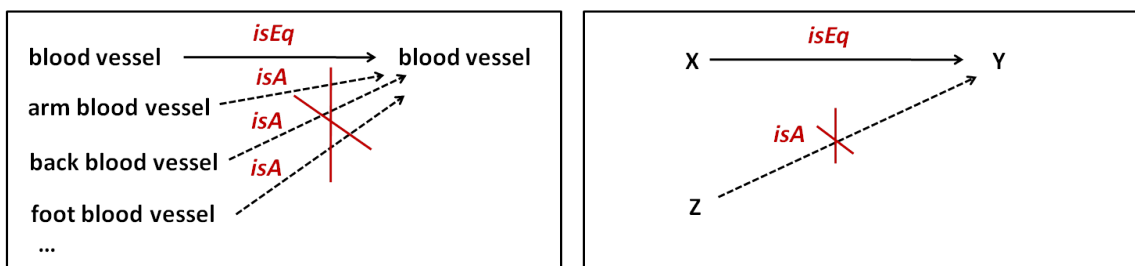 isEq
blood vessel blood vessel
isA
arm blood vessel
isA
back blood vessel
isA
foot blood vessel
...
isEq
X Y
isA
Z